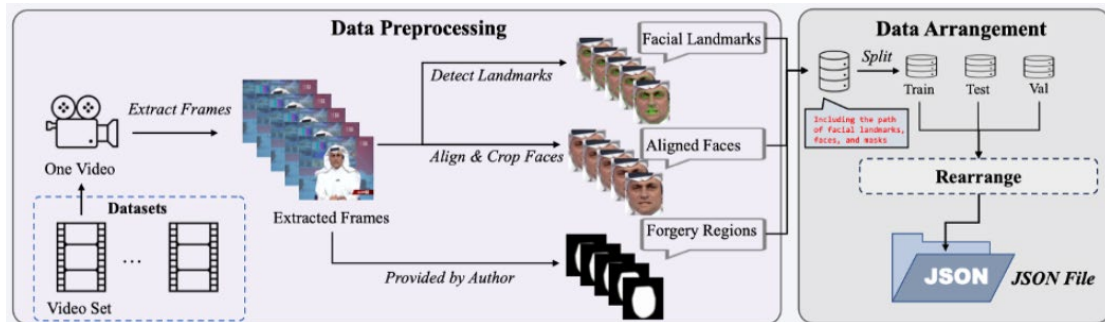 Data Preprocessing
Extract Frames
One Video
Datasets
...
Video Set
Extracted Frames
Detect Landmarks
Align & Crop Faces
Provided by Author
Facial Landmarks
Aligned Faces
Forgery Regions
Data Arrangement
Split
Train
Test
Val
Including the path
of facial landmarks,
faces, and masks
Rearrange
JSON
JSON File